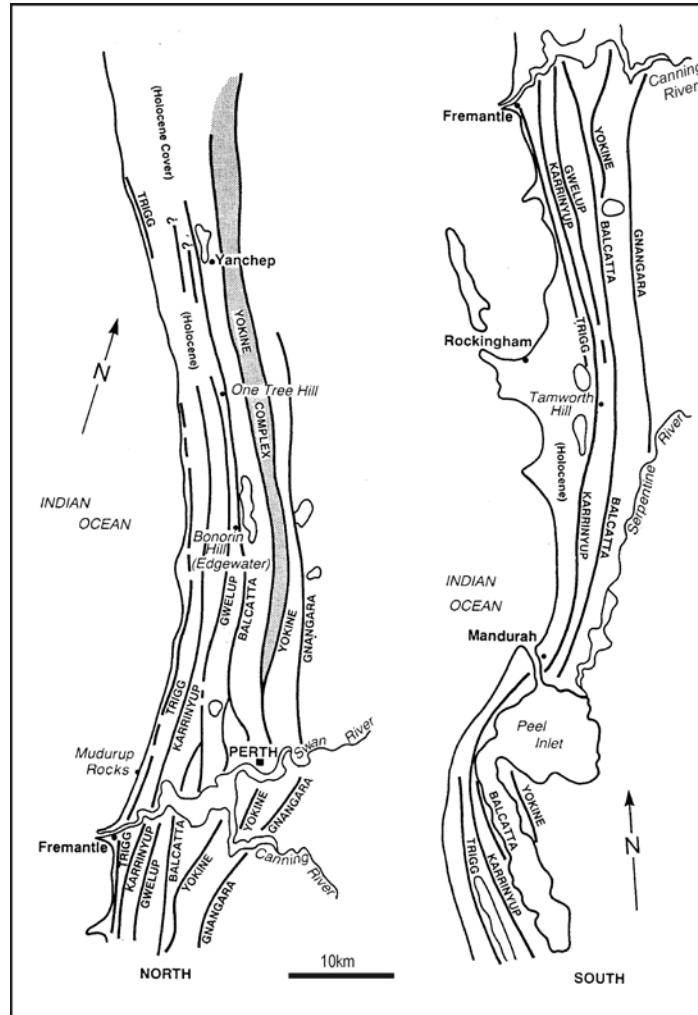 (Holocene Cover)
TRIGG
?
?
Yanchep
N
(Holocene)
YOKINE
COMPLEX
One Tree Hill
INDIAN
OCEAN
Bonorin
Hill
(Edgewater)
GWELUP
BALCATTA
YOKINE
GNANGARA
TRIGG
KARRINYUP
Mudurup
Rocks
PERTH
Swan
River
Fremantle
TRIGG
KARRINYUP
GWELUP
BALCATTA
YOKINE
GNANGARA
YOKINE
GNANGARA
Canning
River
NORTH
10km
Canning
River
Fremantle
YOKINE
GWELUP
KARRINYUP
BALCATTA
GNANGARA
TRIGG
Rockingham
Tamworth
Hill
(Holocene)
Serpentine
River
KARRINYUP
BALCATTA
INDIAN
OCEAN
Mandurah
Peel
Inlet
YOKINE
BALCATTA
KARRINYUP
TRIGG
N
SOUTH